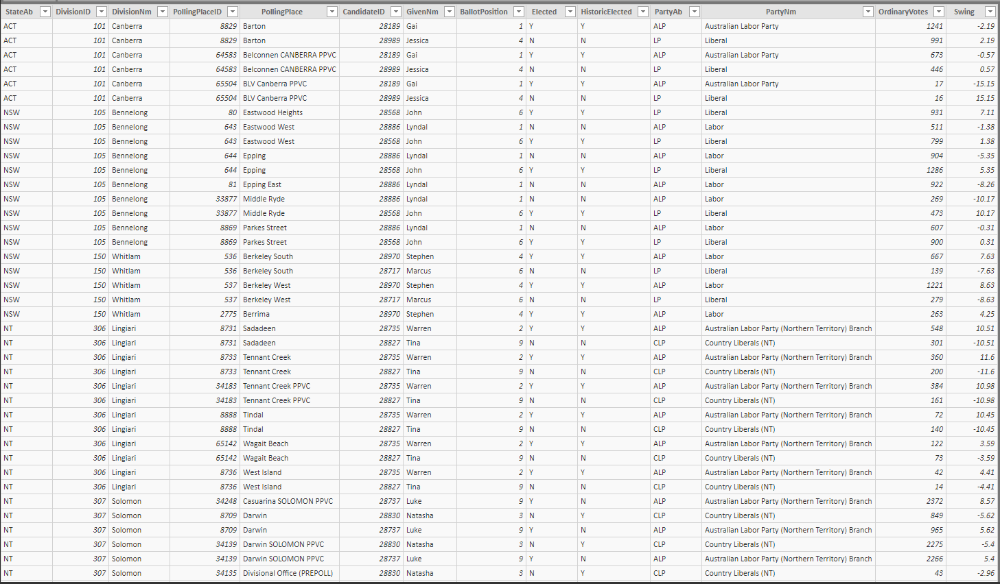 StateAb DivisionID DivisionNm PollingPlaceID PollingPlace CandidateID GivenNm BallotPosition Elected HistoricElected PartyAb PartyNm OrdinaryVotes Swing
ACT 101 Canberra 8829 Barton 28189 Gai 1 Y Y ALP Australian Labor Party 1241 -2.19
ACT 101 Canberra 8829 Barton 28989 Jessica 4 N N LP Liberal 991 2.19
ACT 101 Canberra 64583 Belconnen CANBERRA PPVC 28189 Gai 1 Y Y ALP Australian Labor Party 673 -0.57
ACT 101 Canberra 64583 Belconnen CANBERRA PPVC 28989 Jessica 4 N N LP Liberal 446 0.57
ACT 101 Canberra 65504 BLV Canberra PPVC 28189 Gai 1 Y Y ALP Australian Labor Party 17 -15.15
ACT 101 Canberra 65504 BLV Canberra PPVC 28989 Jessica 4 N N LP Liberal 16 15.15
NSW 105 Bennelong 80 Eastwood Heights 28568 John 6 Y Y LP Liberal 931 7.11
NSW 105 Bennelong 643 Eastwood West 28886 Lyndal 1 N N ALP Labor 511 -1.38
NSW 105 Bennelong 643 Eastwood West 28568 John 6 Y Y LP Liberal 799 1.38
NSW 105 Bennelong 644 Epping 28886 Lyndal 1 N N ALP Labor 904 -5.35
NSW 105 Bennelong 644 Epping 28568 John 6 Y Y LP Liberal 1286 5.35
NSW 105 Bennelong 81 Epping East 28886 Lyndal 1 N N ALP Labor 922 -8.26
NSW 105 Bennelong 33877 Middle Ryde 28886 Lyndal 1 N N ALP Labor 269 -10.17
NSW 105 Bennelong 33877 Middle Ryde 28568 John 6 Y Y LP Liberal 473 10.17
NSW 105 Bennelong 8869 Parkes Street 28886 Lyndal 1 N N ALP Labor 607 -0.31
NSW 105 Bennelong 8869 Parkes Street 28568 John 6 Y Y LP Liberal 900 0.31
NSW 150 Whitlam 536 Berkeley South 28970 Stephen 4 Y Y ALP Labor 667 7.63
NSW 150 Whitlam 536 Berkeley South 28717 Marcus 6 N N LP Liberal 139 -7.63
NSW 150 Whitlam 537 Berkeley West 28970 Stephen 4 Y Y ALP Labor 1221 8.63
NSW 150 Whitlam 537 Berkeley West 28717 Marcus 6 N N LP Liberal 279 -8.63
NSW 150 Whitlam 2775 Berrima 28970 Stephen 4 Y Y ALP Labor 263 4.25
NT 306 Lingiari 8731 Sadadeen 28735 Warren 2 Y Y ALP Australian Labor Party (Northern Territory) Branch 548 10.51
NT 306 Lingiari 8731 Sadadeen 28827 Tina 9 N N CLP Country Liberals (NT) 301 -10.51
NT 306 Lingiari 8733 Tennant Creek 28735 Warren 2 Y Y ALP Australian Labor Party (Northern Territory) Branch 360 11.6
NT 306 Lingiari 8733 Tennant Creek 28827 Tina 9 N N CLP Country Liberals (NT) 200 -11.6
NT 306 Lingiari 34183 Tennant Creek PPVC 28735 Warren 2 Y Y ALP Australian Labor Party (Northern Territory) Branch 384 10.98
NT 306 Lingiari 34183 Tennant Creek PPVC 28827 Tina 9 N N CLP Country Liberals (NT) 161 -10.98
NT 306 Lingiari 8888 Tindal 28735 Warren 2 Y Y ALP Australian Labor Party (Northern Territory) Branch 72 10.45
NT 306 Lingiari 8888 Tindal 28827 Tina 9 N N CLP Country Liberals (NT) 140 -10.45
NT 306 Lingiari 65142 Wagait Beach 28735 Warren 2 Y Y ALP Australian Labor Party (Northern Territory) Branch 122 3.59
NT 306 Lingiari 65142 Wagait Beach 28827 Tina 9 N N CLP Country Liberals (NT) 73 -3.59
NT 306 Lingiari 8736 West Island 28735 Warren 2 Y Y ALP Australian Labor Party (Northern Territory) Branch 42 4.41
NT 306 Lingiari 8736 West Island 28827 Tina 9 N N CLP Country Liberals (NT) 14 -4.41
NT 307 Solomon 34248 Casuarina SOLOMON PPVC 28737 Luke 9 Y N ALP Australian Labor Party (Northern Territory) Branch 2372 8.57
NT 307 Solomon 8709 Darwin 28830 Natasha 3 N Y CLP Country Liberals (NT) 849 -5.62
NT 307 Solomon 8709 Darwin 28737 Luke 9 Y N ALP Australian Labor Party (Northern Territory) Branch 965 5.62
NT 307 Solomon 34139 Darwin SOLOMON PPVC 28830 Natasha 3 N Y CLP Country Liberals (NT) 2275 -5.4
NT 307 Solomon 34139 Darwin SOLOMON PPVC 28737 Luke 9 Y N ALP Australian Labor Party (Northern Territory) Branch 2266 5.4
NT 307 Solomon 34135 Divisional Office (PREPOLL) 28830 Natasha 3 N Y CLP Country Liberals (NT) 43 -2.96